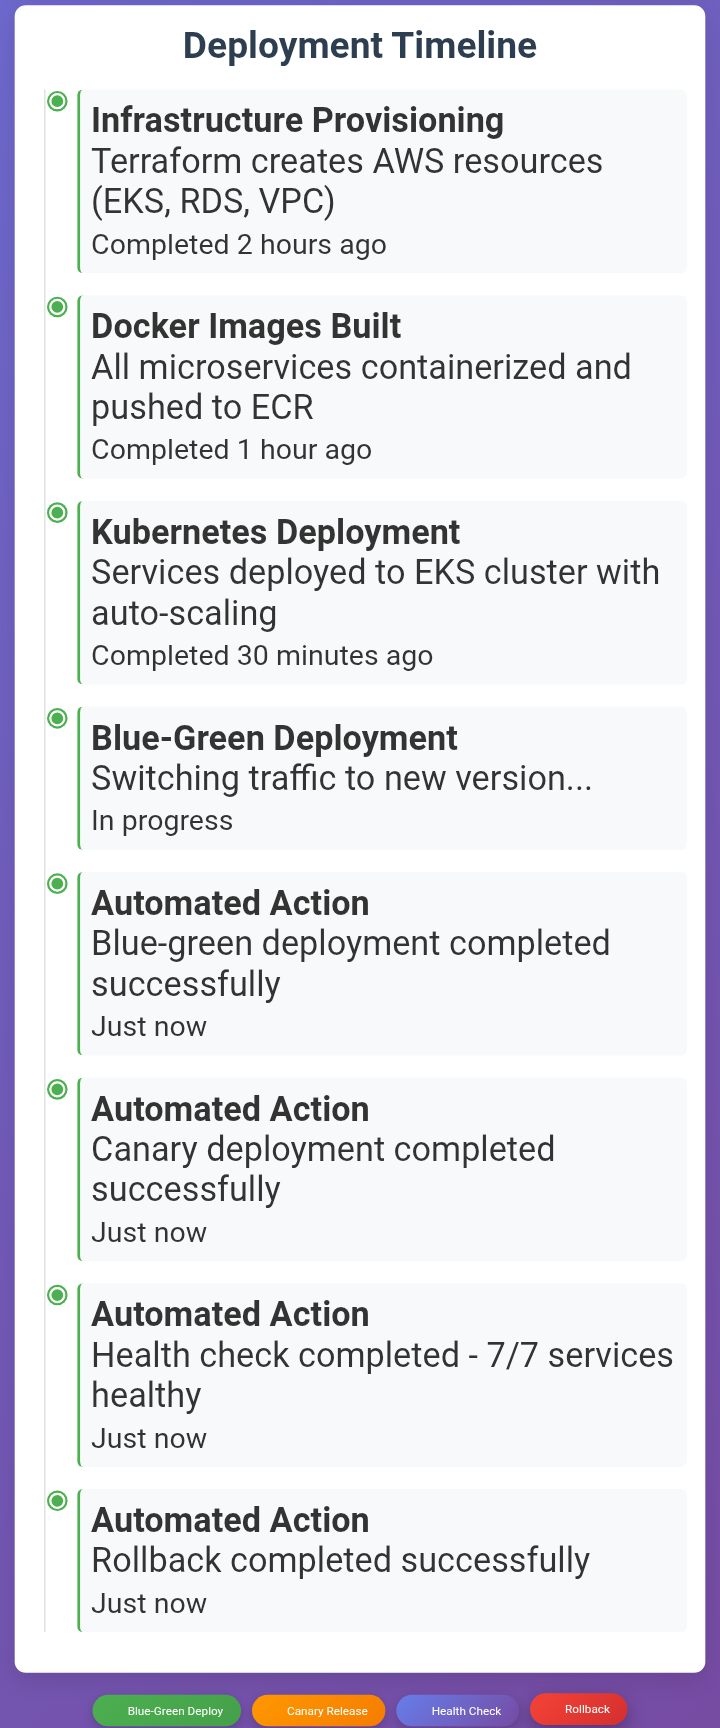 Deployment Timeline
Infrastructure Provisioning
Terraform creates AWS resources
(EKS, RDS, VPC)
Completed 2 hours ago
Docker Images Built
All microservices containerized and
pushed to ECR
Completed 1 hour ago
Kubernetes Deployment
Services deployed to EKS cluster with
auto-scaling
Completed 30 minutes ago
Blue-Green Deployment
Switching traffic to new version...
In progress
Automated Action
Blue-green deployment completed
successfully
Just now
Automated Action
Canary deployment completed
successfully
Just now
Automated Action
Health check completed - 7/7 services
healthy
Just now
Automated Action
Rollback completed successfully
Just now
Blue-Green Deploy
Canary Release
Health Check
Rollback